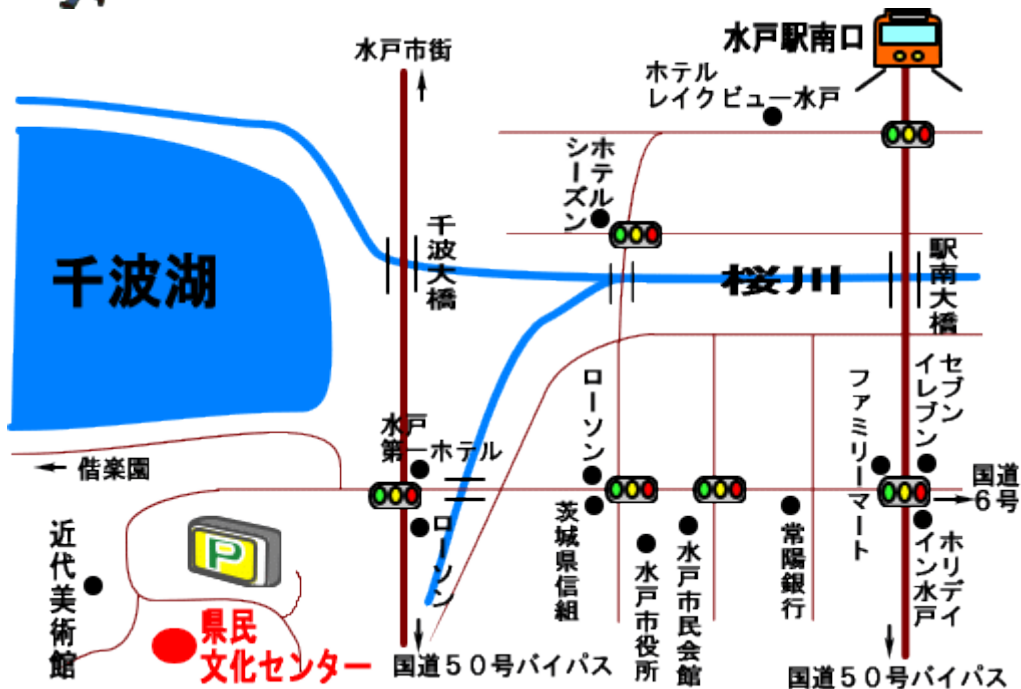 水戸市街
水戸駅南口
ホテル
レイクビュー水戸
ホテル
シーズン
千波大橋
千波湖
桜川
駅南大橋
セブン
イレブン
ファミリーマート
ローソン
水戸
第一ホテル
偕楽園
国道
6号
P
近代美術館
ローソン
茨城県信組
水戸市役所
水戸市民会館
常陽銀行
ホリデイ
イン水戸
県民
文化センター
国道50号バイパス
国道50号バイパス